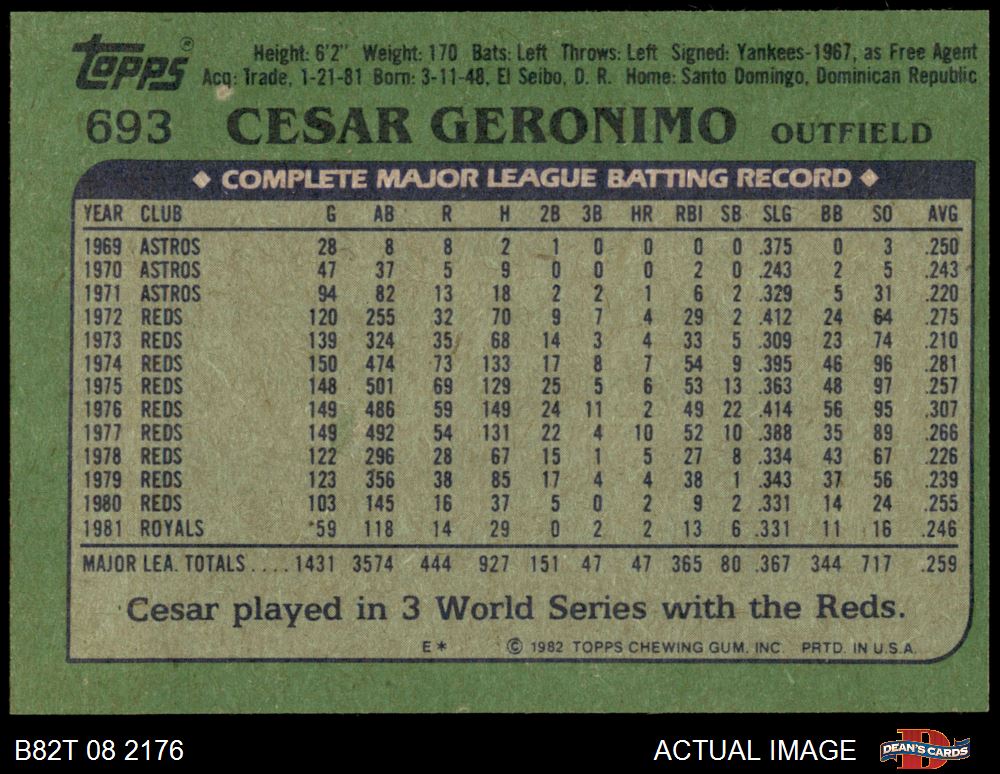 Topps® Height: 6'2" Weight: 170 Bats: Left Throws: Left Signed: Yankees-1967, as Free Agent
Acq: Trade, 1-21-81 Born: 3-11-48, El Seibo, D. R. Home: Santo Domingo, Dominican Republic
693 CESAR GERONIMO OUTFIELD
◆ COMPLETE MAJOR LEAGUE BATTING RECORD ◆
YEAR CLUB G AB R H 2B 3B HR RBI SB SLG BB SO AVG
1969 ASTROS 28 8 8 2 1 0 0 0 0 .375 0 3 .250
1970 ASTROS 47 37 5 9 0 0 0 2 0 .243 2 5 .243
1971 ASTROS 94 82 13 18 2 2 1 6 2 .329 5 31 .220
1972 REDS 120 255 32 70 9 7 4 29 2 .412 24 64 .275
1973 REDS 139 324 35 68 14 3 4 33 5 .309 23 74 .210
1974 REDS 150 474 73 133 17 8 7 54 9 .395 46 96 .281
1975 REDS 148 501 69 129 25 5 6 53 13 .363 48 97 .257
1976 REDS 149 486 59 149 24 11 2 49 22 .414 56 95 .307
1977 REDS 149 492 54 131 22 4 10 52 10 .388 35 89 .266
1978 REDS 122 296 28 67 15 1 5 27 8 .334 43 67 .226
1979 REDS 123 356 38 85 17 4 4 38 1 .343 37 56 .239
1980 REDS 103 145 16 37 5 0 2 9 2 .331 14 24 .255
1981 ROYALS 59 118 14 29 0 2 2 13 6 .331 11 16 .246
MAJOR LEA. TOTALS....1431 3574 444 927 151 47 47 365 80 .367 344 717 .259
Cesar played in 3 World Series with the Reds.
E* © 1982 TOPPS CHEWING GUM, INC. PRTD. IN U.S.A.
B82T 08 2176 ACTUAL IMAGE DEAN'S CARDS